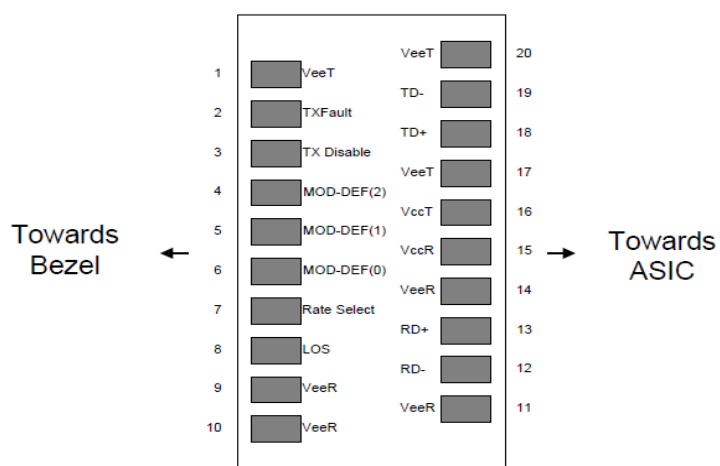 VeeT 20
1 VeeT
TD- 19
2 TXFault
TD+ 18
3 TX Disable
VeeT 17
4 MOD-DEF(2)
VccT 16
5 MOD-DEF(1)
Towards
Bezel
VccR 15
Towards
ASIC
6 MOD-DEF(0)
VeeR 14
7 Rate Select
RD+ 13
8 LOS
RD- 12
9 VeeR
VeeR 11
10 VeeR